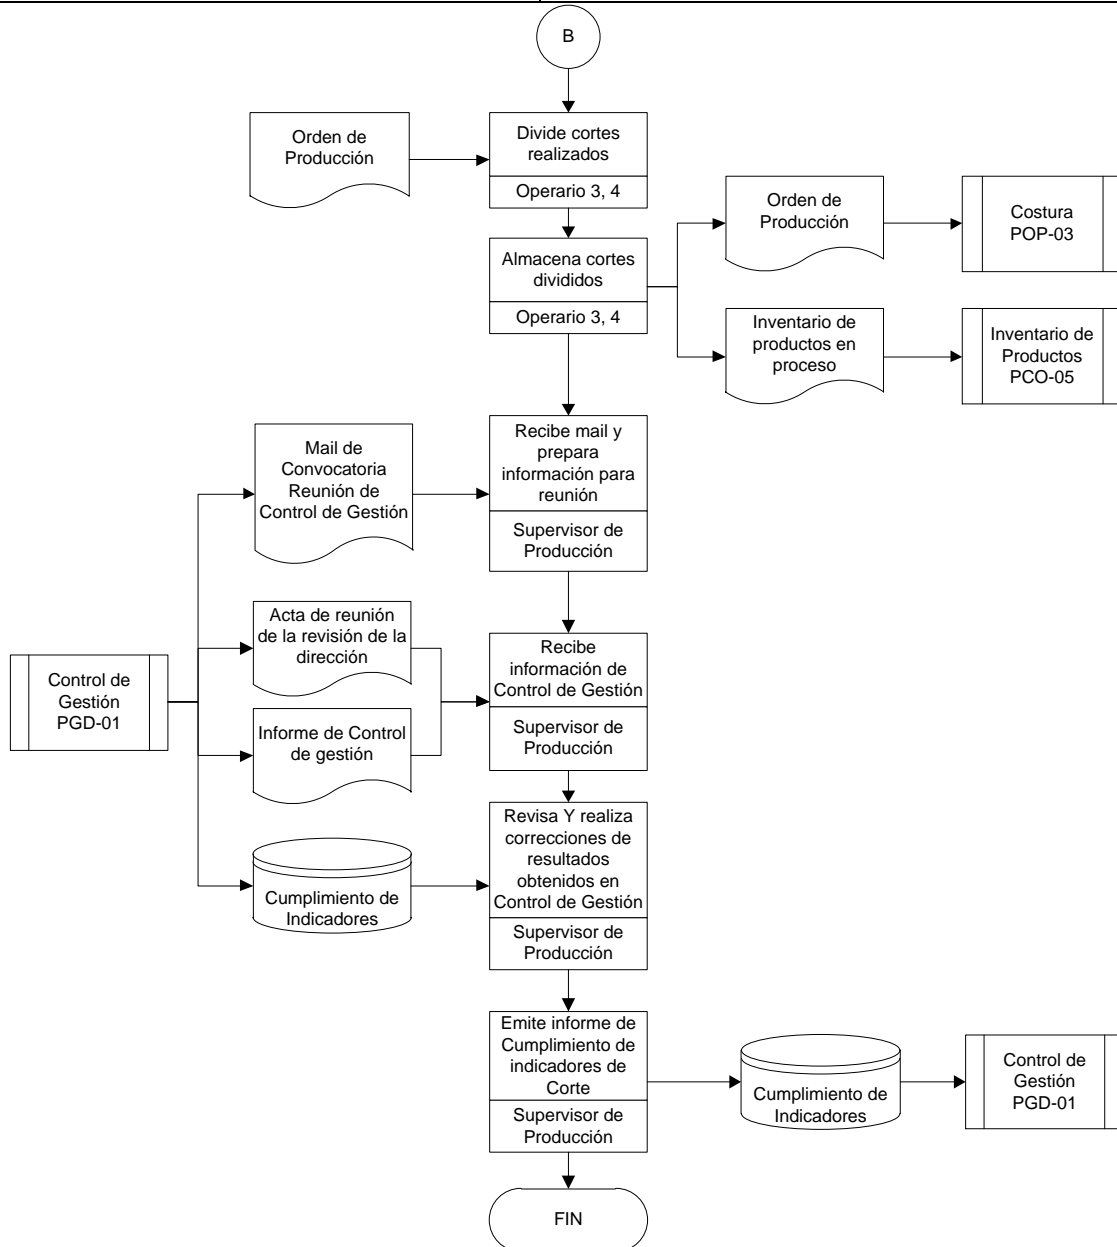 B
Orden de
Producción
Divide cortes
realizados
Operario 3, 4
Almacena cortes
divididos
Operario 3, 4
Orden de
Producción
Costura
POP-03
Inventario de
productos en
proceso
Inventario de
Productos
PCO-05
Mail de
Convocatoria
Reunión de
Control de Gestión
Recibe mail y
prepara
información para
reunión
Supervisor de
Producción
Control de
Gestión
PGD-01
Acta de reunión
de la revisión de la
dirección
Informe de Control
de gestión
Recibe
información de
Control de Gestión
Supervisor de
Producción
Cumplimiento de
Indicadores
Revisa Y realiza
correcciones de
resultados
obtenidos en
Control de Gestión
Supervisor de
Producción
Emite informe de
Cumplimiento de
indicadores de
Corte
Supervisor de
Producción
Cumplimiento de
Indicadores
Control de
Gestión
PGD-01
FIN